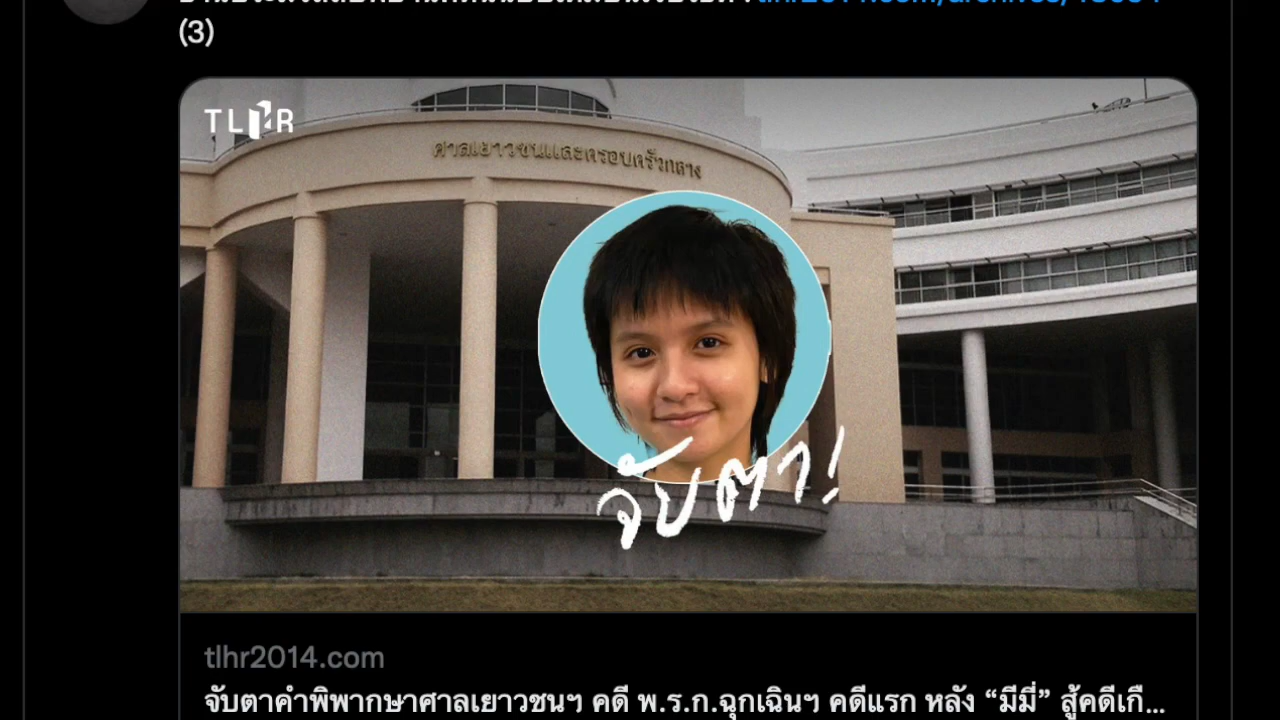 (3)
TLHR
ศาลเยาวชนและครอบครัวกลาง
จับตา!
tlhr2014.com
จับตาคำพิพากษาศาลเยาวชนฯ คดี พ.ร.ก.ฉุกเฉินฯ คดีแรก หลัง “มีมี่” สู้คดีเกื...